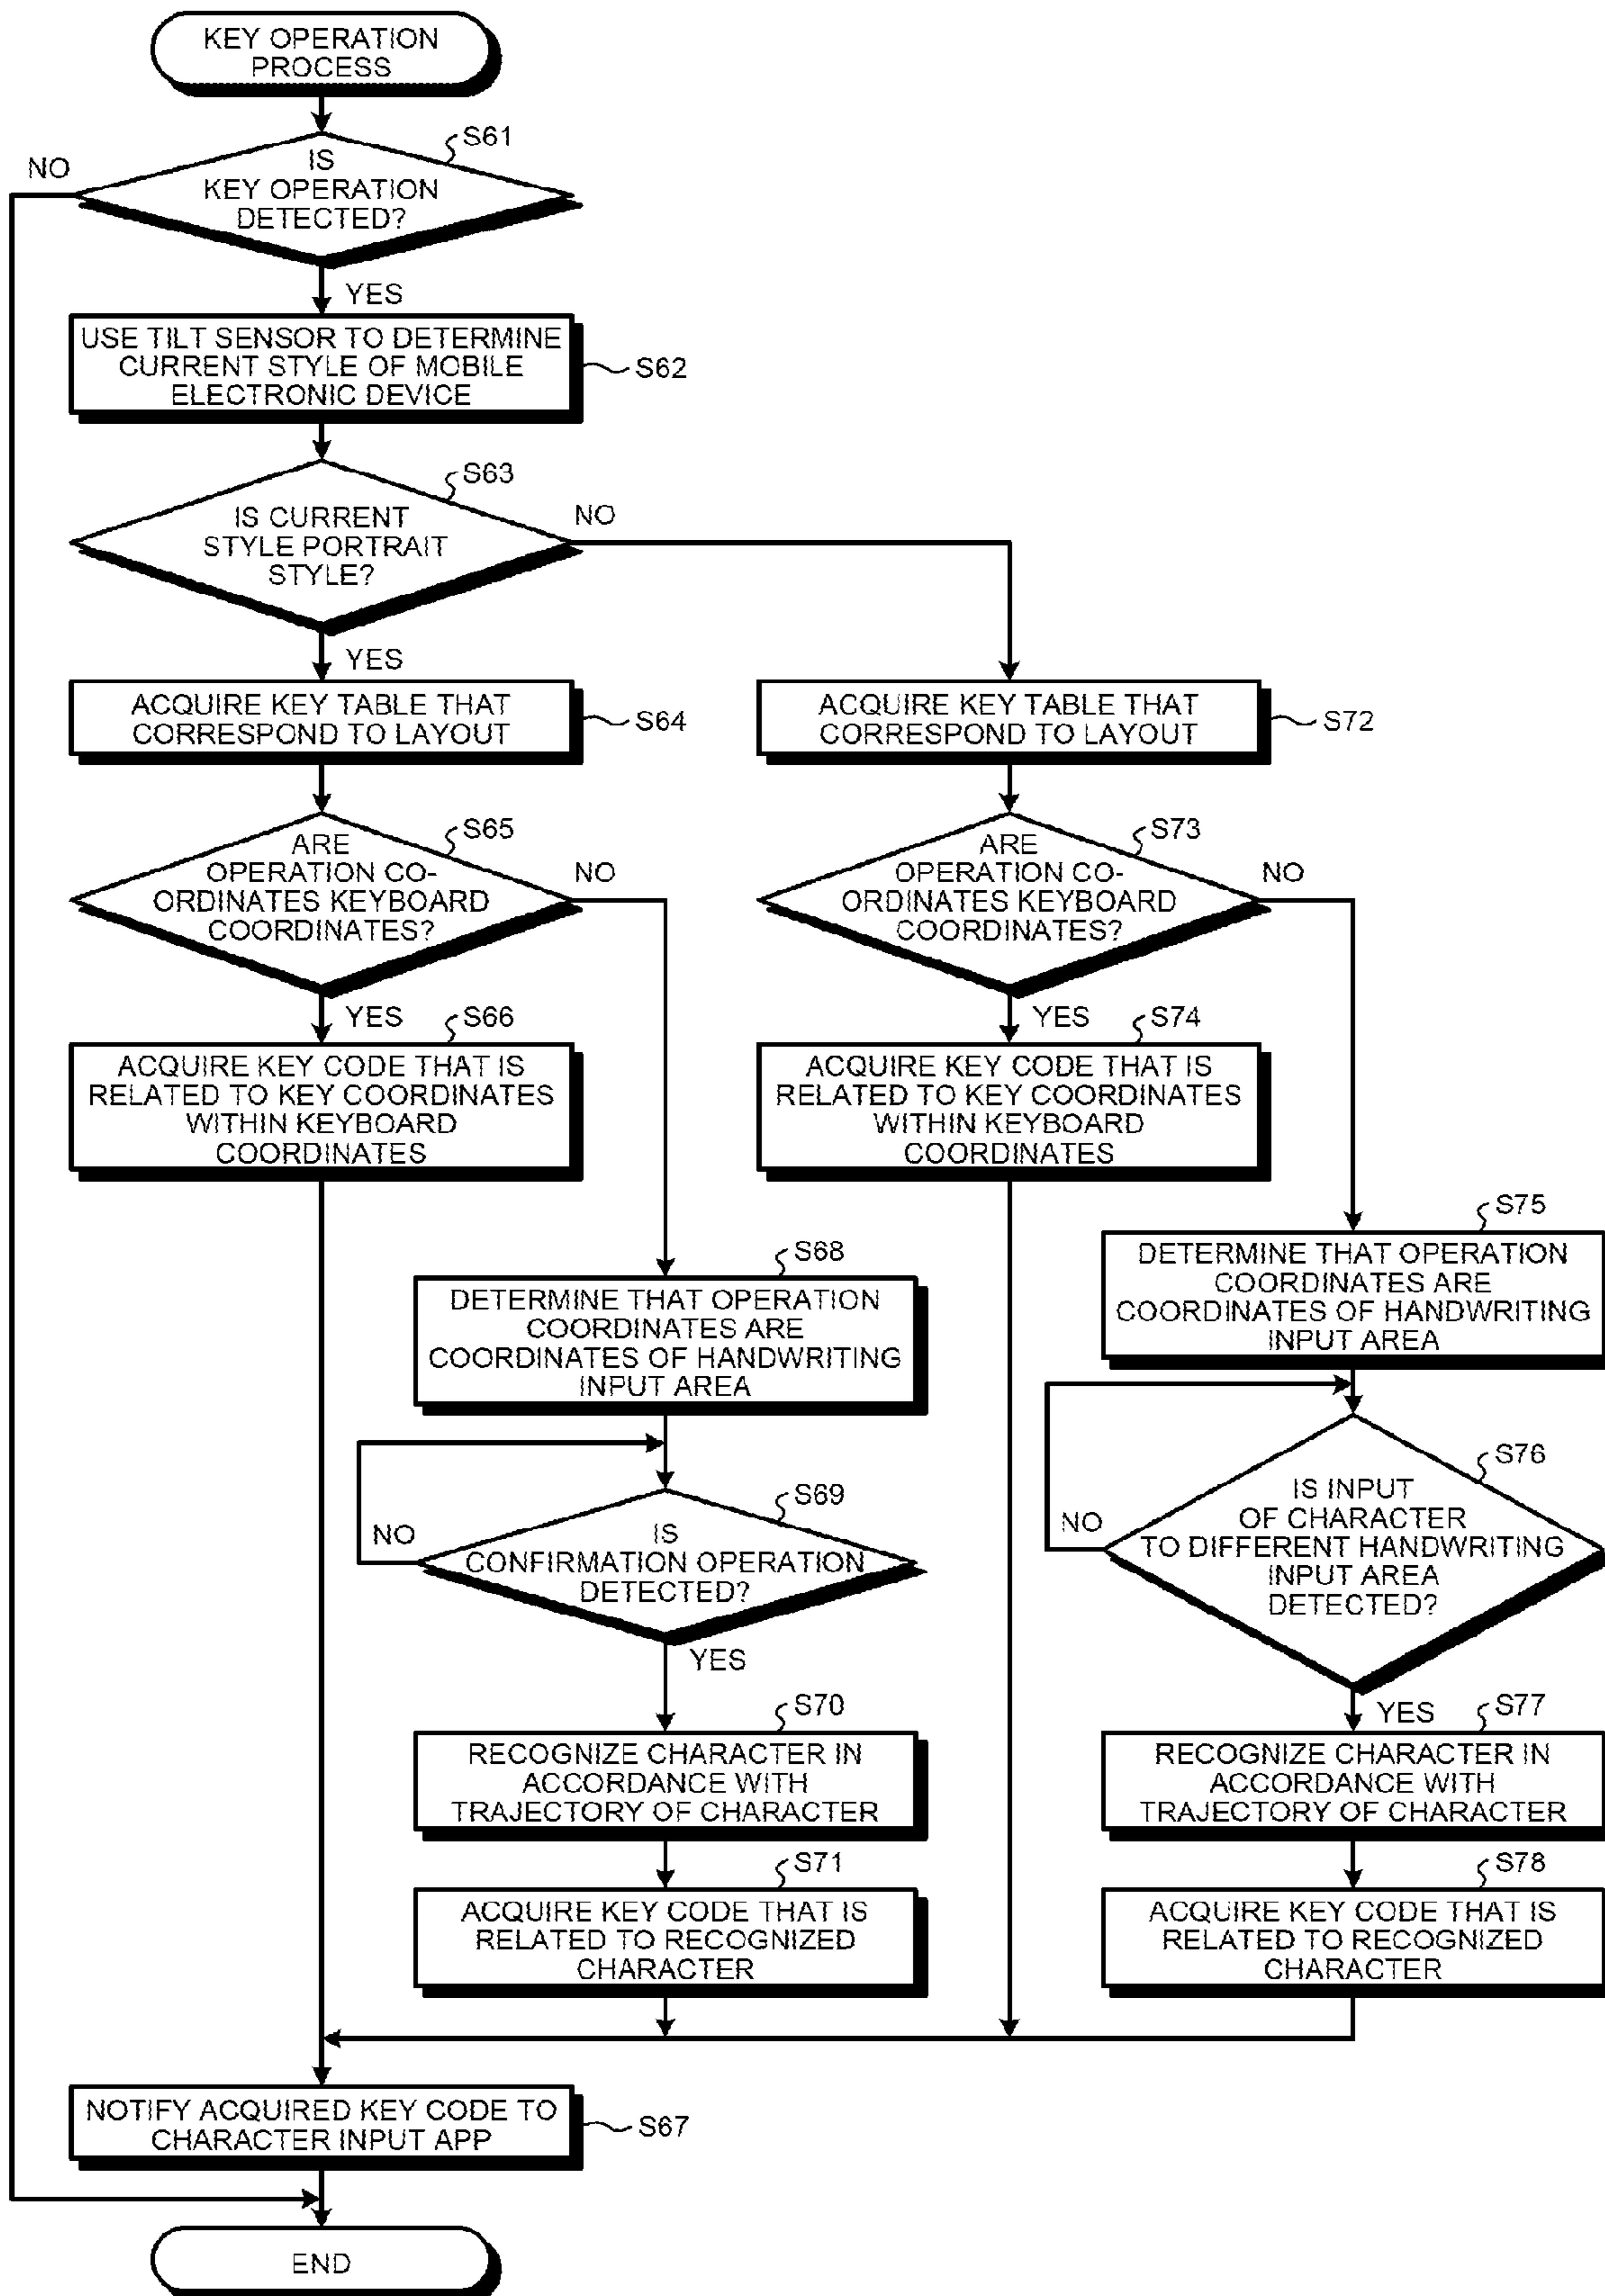 KEY OPERATION
PROCESS
S61
NO
IS
KEY OPERATION
DETECTED?
YES
USE TILT SENSOR TO DETERMINE
CURRENT STYLE OF MOBILE
ELECTRONIC DEVICE
S62
S63
IS CURRENT
STYLE PORTRAIT
STYLE?
NO
YES
ACQUIRE KEY TABLE THAT
CORRESPOND TO LAYOUT
S64
ACQUIRE KEY TABLE THAT
CORRESPOND TO LAYOUT
S72
S65
ARE
OPERATION CO-
ORDINATES KEYBOARD
COORDINATES?
NO
S73
ARE
OPERATION CO-
ORDINATES KEYBOARD
COORDINATES?
NO
YES
S66
ACQUIRE KEY CODE THAT IS
RELATED TO KEY COORDINATES
WITHIN KEYBOARD
COORDINATES
YES
S74
ACQUIRE KEY CODE THAT IS
RELATED TO KEY COORDINATES
WITHIN KEYBOARD
COORDINATES
S68
DETERMINE THAT OPERATION
COORDINATES ARE
COORDINATES OF HANDWRITING
INPUT AREA
S75
DETERMINE THAT OPERATION
COORDINATES ARE
COORDINATES OF HANDWRITING
INPUT AREA
S69
NO
IS
CONFIRMATION OPERATION
DETECTED?
YES
S76
NO
IS INPUT
OF CHARACTER
TO DIFFERENT HANDWRITING
INPUT AREA
DETECTED?
YES
S70
RECOGNIZE CHARACTER IN
ACCORDANCE WITH
TRAJECTORY OF CHARACTER
S77
RECOGNIZE CHARACTER IN
ACCORDANCE WITH
TRAJECTORY OF CHARACTER
S71
ACQUIRE KEY CODE THAT IS
RELATED TO RECOGNIZED
CHARACTER
S78
ACQUIRE KEY CODE THAT IS
RELATED TO RECOGNIZED
CHARACTER
NOTIFY ACQUIRED KEY CODE TO
CHARACTER INPUT APP
S67
END